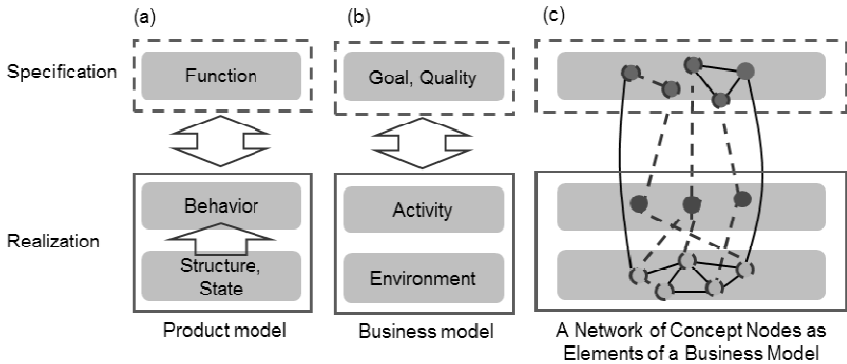 (a)
(b)
(c)
Specification
Function
Goal, Quality
Realization
Behavior
Structure,
State
Activity
Environment
Product model
Business model
A Network of Concept Nodes as
Elements of a Business Model